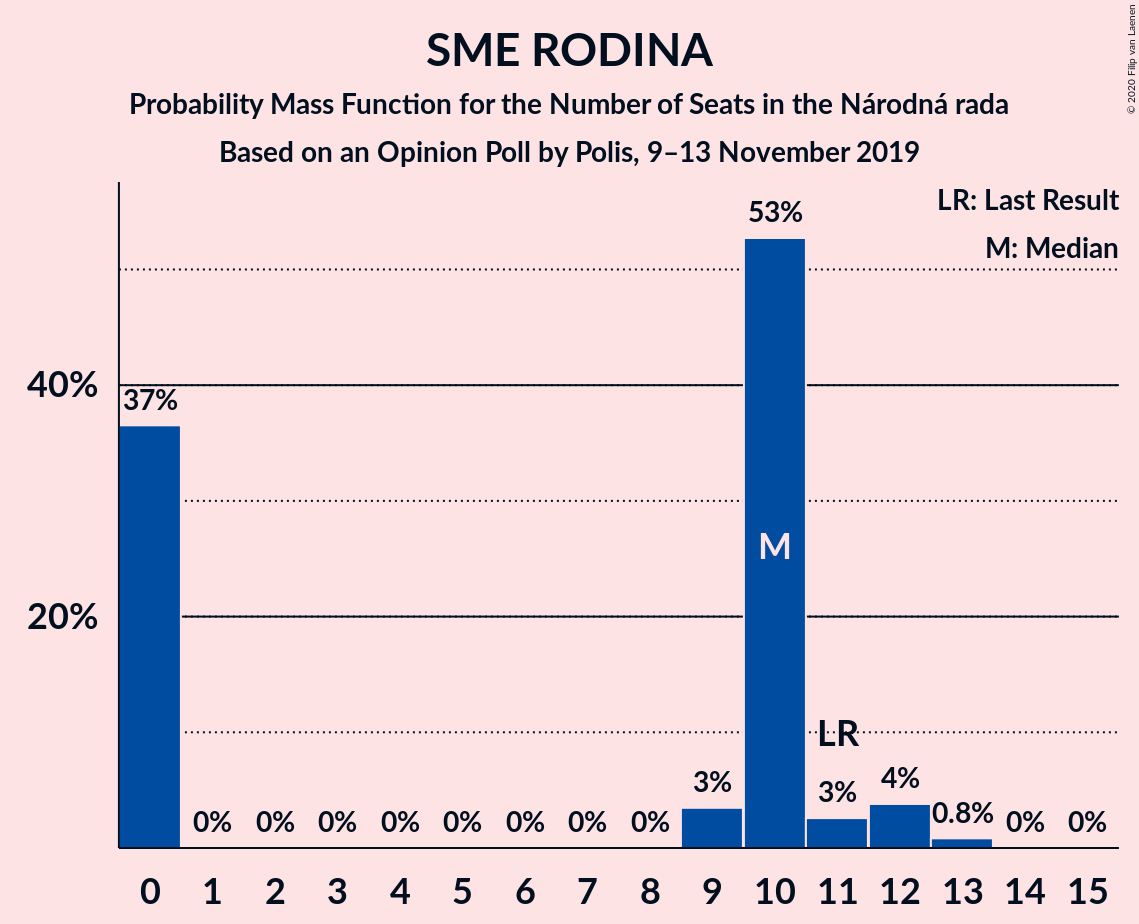 SME RODINA
Probability Mass Function for the Number of Seats in the Národná rada
Based on an Opinion Poll by Polis, 9–13 November 2019
© 2020 Filip van Laenen
LR: Last Result
M: Median
53%
40%
37%
M
20%
LR
3%
3%
4%
0.8%
0% 0% 0% 0% 0% 0% 0% 0% 0% 0%
0 1 2 3 4 5 6 7 8 9 10 11 12 13 14 15